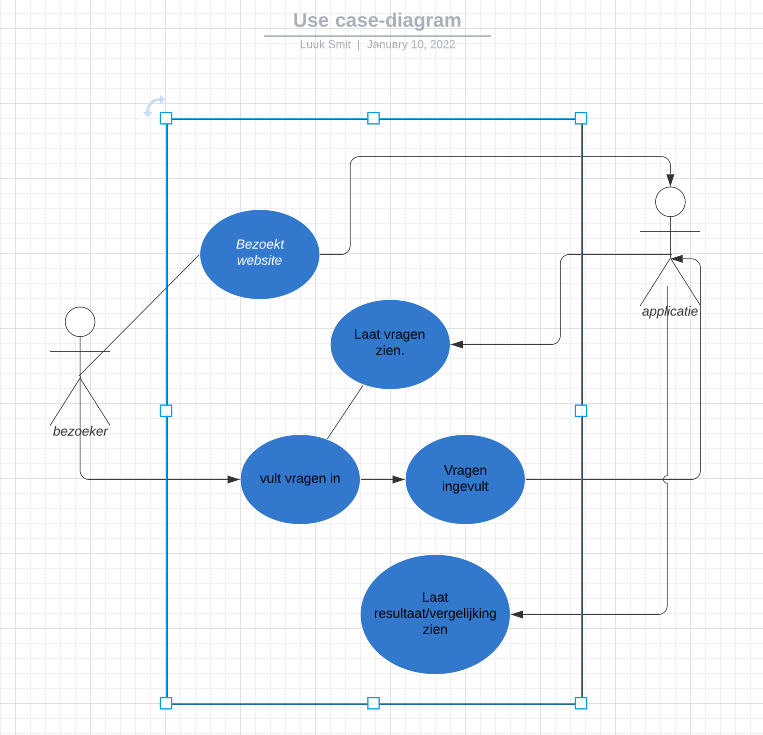 Use case-diagram
Luuk Smit | January 10, 2022
Bezoekt
website
applicatie
Laat vragen
zien.
bezoeker
vult vragen in
Vragen
ingevult
Laat
resultaat/vergelijking
zien